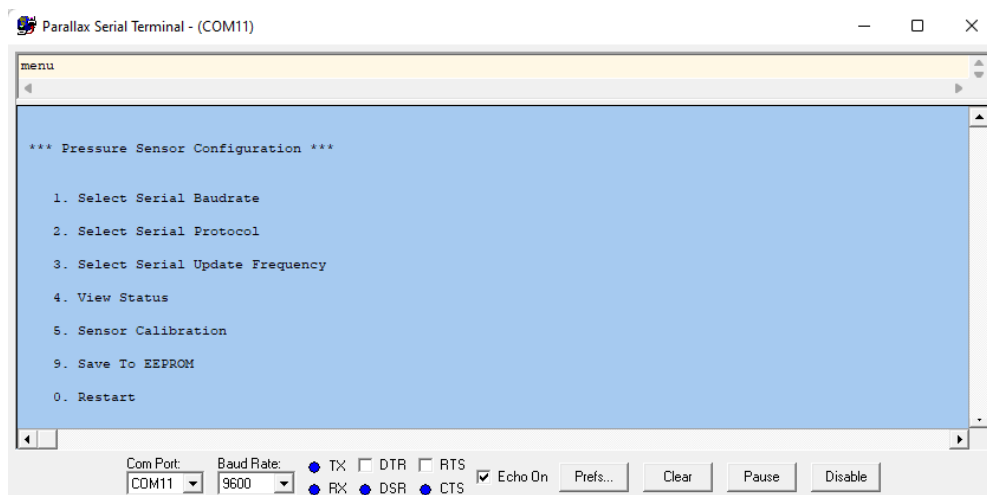 Parallax Serial Terminal - (COM11)
menu
*** Pressure Sensor Configuration ***
1. Select Serial Baudrate
2. Select Serial Protocol
3. Select Serial Update Frequency
4. View Status
5. Sensor Calibration
9. Save To EEPROM
0. Restart
Com Port: Baud Rate: TX DTR RTS
COM11 9600 Echo On Prefs... Clear Pause Disable
RX DSR CTS